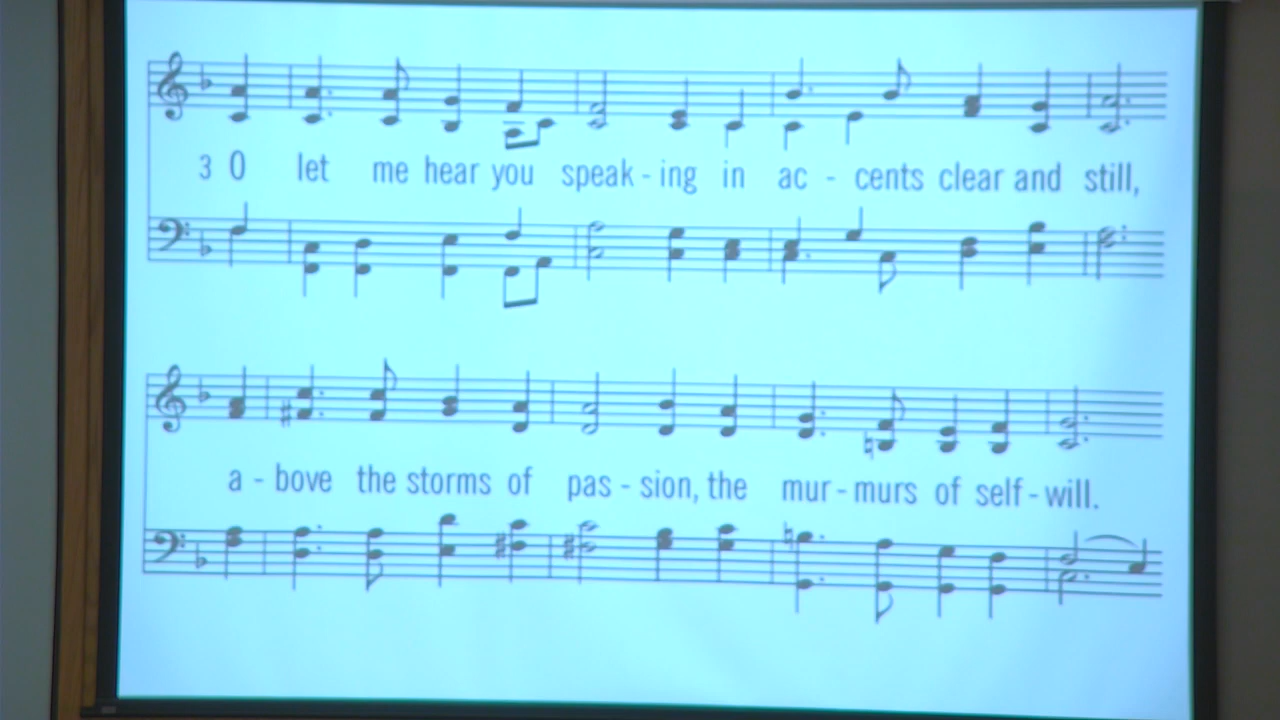 3 O let me hear you speak - ing in ac - cents clear and still,
a - bove the storms of pas - sion, the mur - murs of self - will.